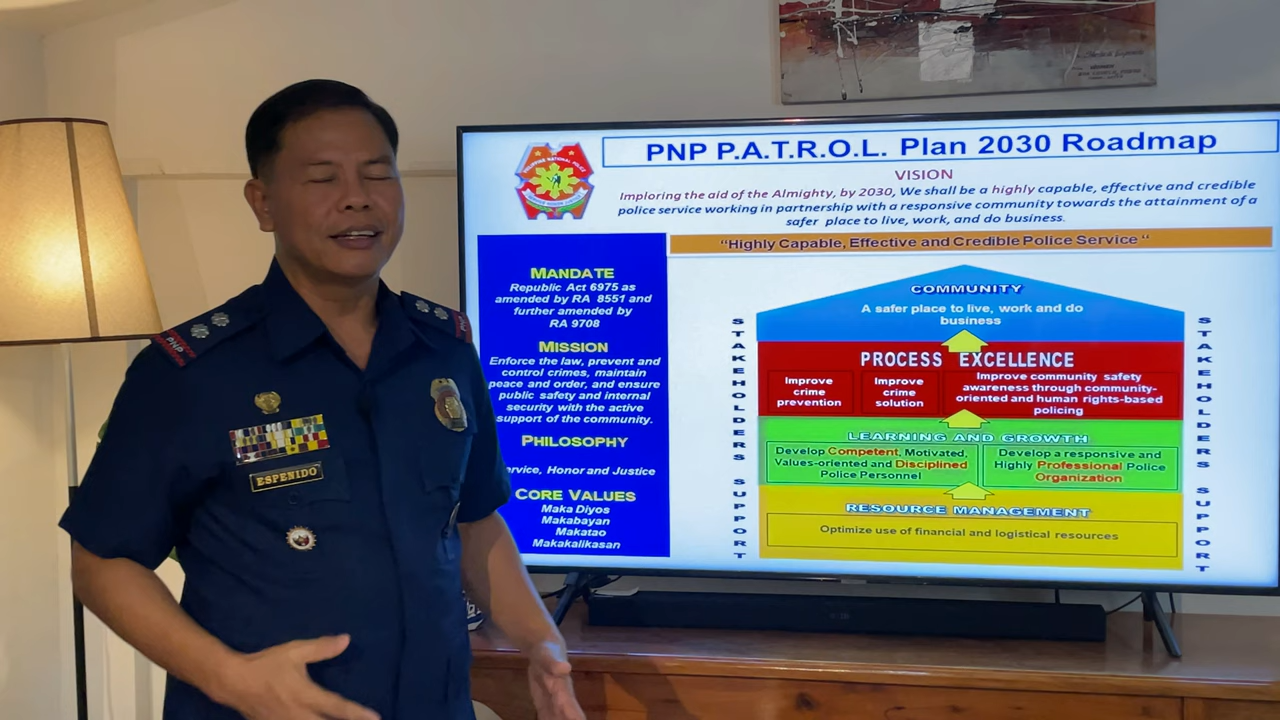 PNP P.A.T.R.O.L. Plan 2030 Roadmap
VISION
Imploring the aid of the Almighty, by 2030, We shall be a highly capable, effective and credible
police service working in partnership with a responsive community towards the attainment of a
safer place to live, work, and do business.
"Highly Capable, Effective and Credible Police Service "
PHILIPPINE NATIONAL POLICE
SERVICE HONOR JUSTICE
MANDATE
Republic Act 6975 as
amended by RA 8551 and
further amended by
RA 9708
MISSION
Enforce the law, prevent and
control crimes, maintain
peace and order, and ensure
public safety and internal
security with the active
support of the community.
PHILOSOPHY
Honor and Justice
CORE VALUES
Maka Diyos
Makabayan
Makatao
Makakalikasan
STAKEHOLDERS SUPPORT
COMMUNITY
A safer place to live, work and do
business
PROCESS EXCELLENCE
Improve
crime
prevention
Improve
crime
solution
Improve community safety
awareness through community-
oriented and human rights-based
policing
LEARNING AND GROWTH
Develop Competent, Motivated,
Values-oriented and Disciplined
Police Personnel
Develop a responsive and
Highly Professional Police
Organization
RESOURCE MANAGEMENT
Optimize use of financial and logistical resources
STAKEHOLDERS SUPPORT
PNP
ESPENIDO